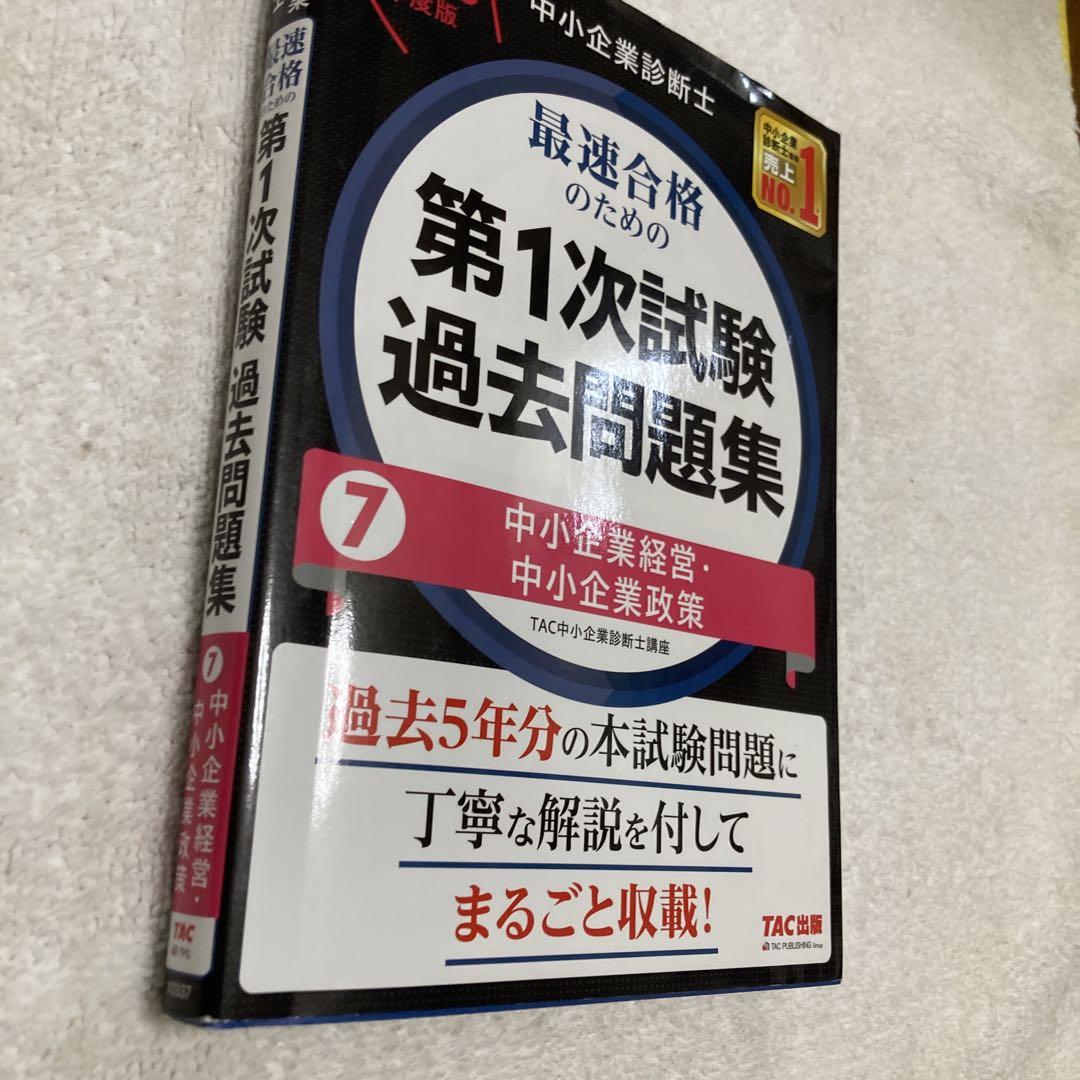 度版
中小企業診断士
最速合格
のための
第1次試験
過去問題集
中小企業
診断士
売上
NO.1
7
中小企業経営・
中小企業政策
TAC中小企業診断士講座
過去5年分の本試験問題に
丁寧な解説を付して
まるごと収載!
TAC出版
TAC PUBLISHING Group
速
合格
ための
第1次試験 過去問題集
7
中小企業経営・
中小企業政策
TAC